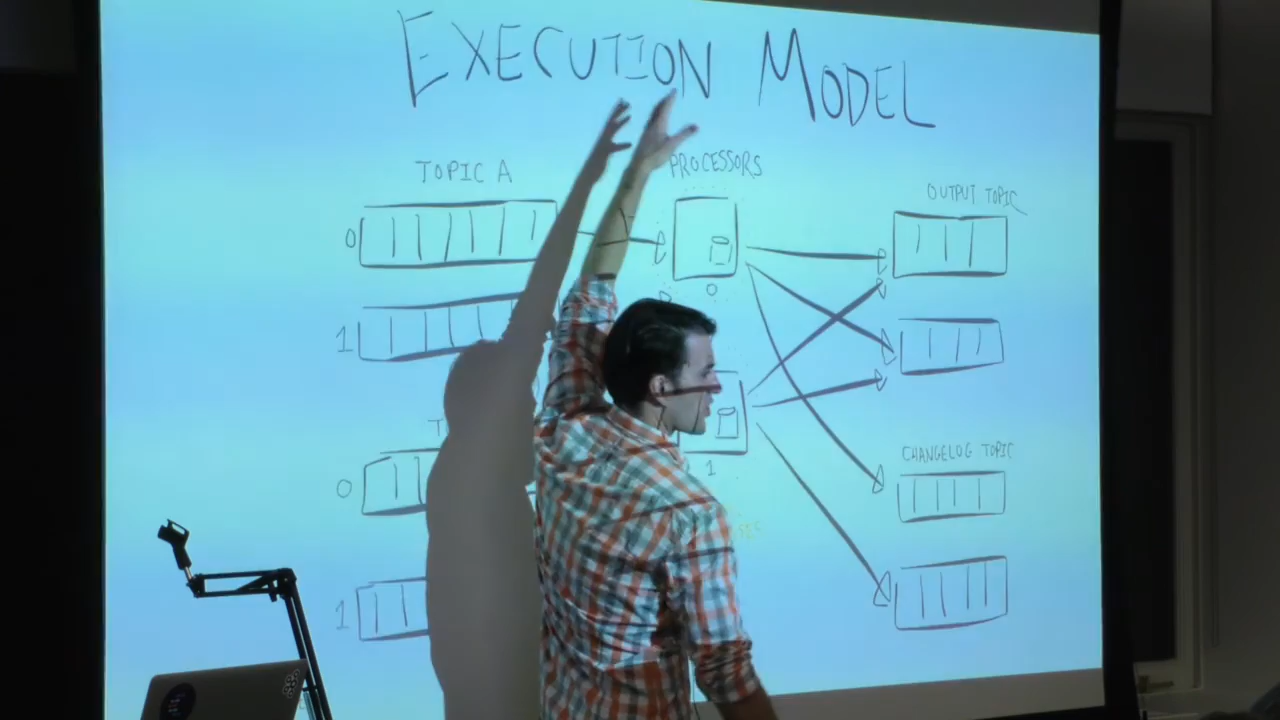 EXECUTION MODEL
TOPIC A
PROCESSORS
OUTPUT TOPIC
0
0
1
1
CHANGELOG TOPIC
0
1